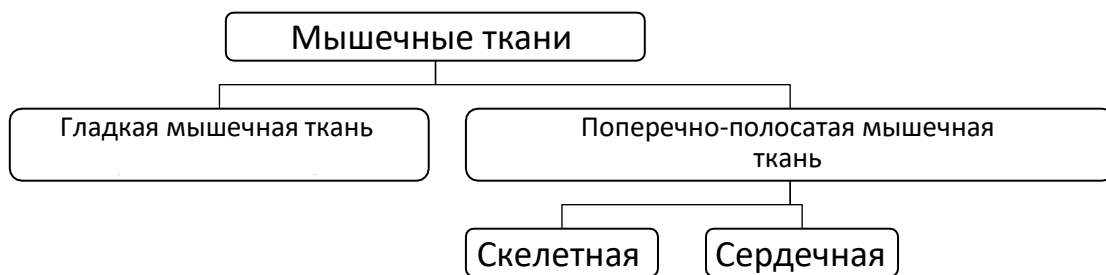 Мышечные ткани
Гладкая мышечная ткань
Поперечно-полосатая мышечная
ткань
Скелетная
Сердечная